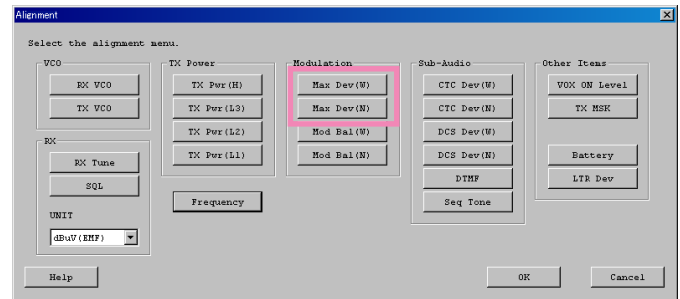 Alignment
Select the alignment menu.
VCO
RX VCO
TX VCO
RX
RX Tune
SQL
UNIT
dBuV(EMF)
TX Power
TX Pwr(H)
TX Pwr(L3)
TX Pwr(L2)
TX Pwr(L1)
Frequency
Modulation
Max Dev(W)
Max Dev(N)
Mod Bal(W)
Mod Bal(N)
Sub-Audio
CTC Dev(W)
CTC Dev(N)
DCS Dev(W)
DCS Dev(N)
DTMF
Seq Tone
Other Items
VOX ON Level
TX MSK
Battery
LTR Dev
Help
OK
Cancel